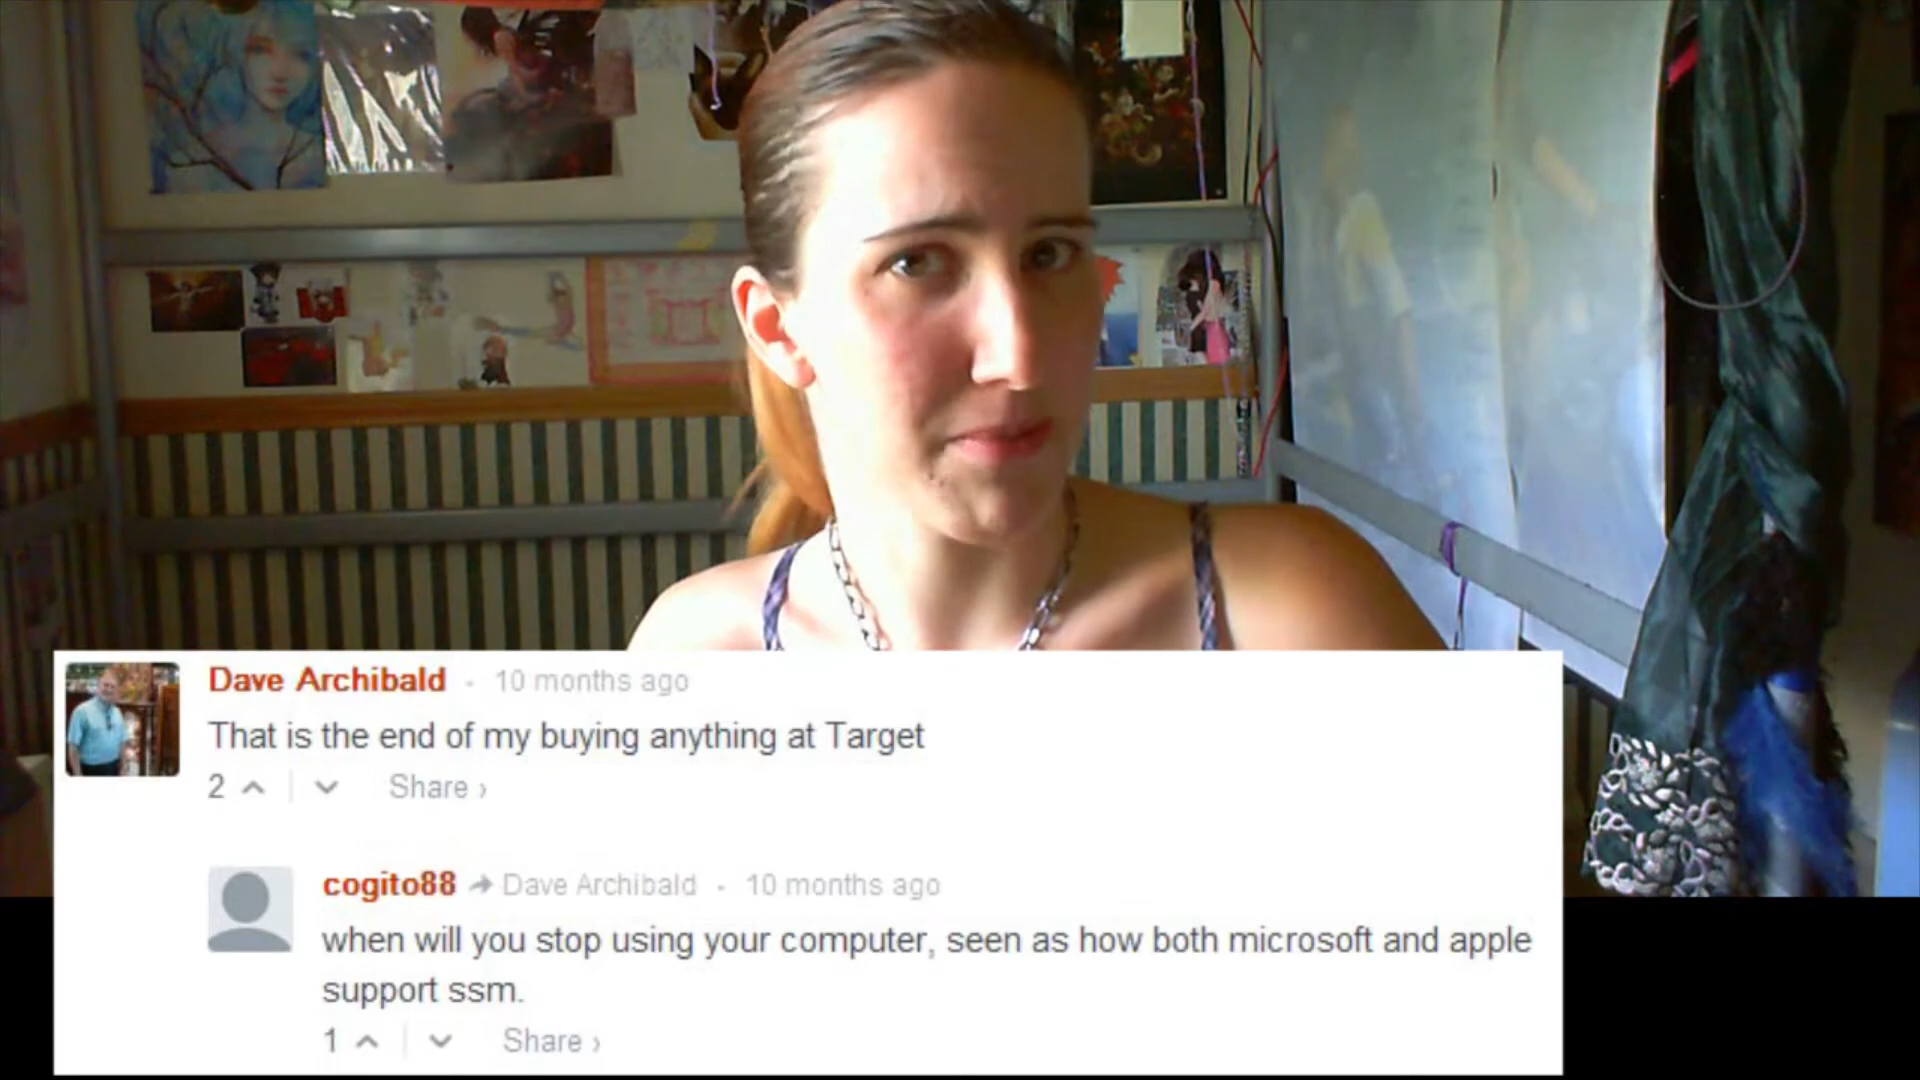 Dave Archibald - 10 months ago
That is the end of my buying anything at Target
2 Share ›
cogito88 Dave Archibald - 10 months ago
when will you stop using your computer, seen as how both microsoft and apple
support ssm.
1 Share ›